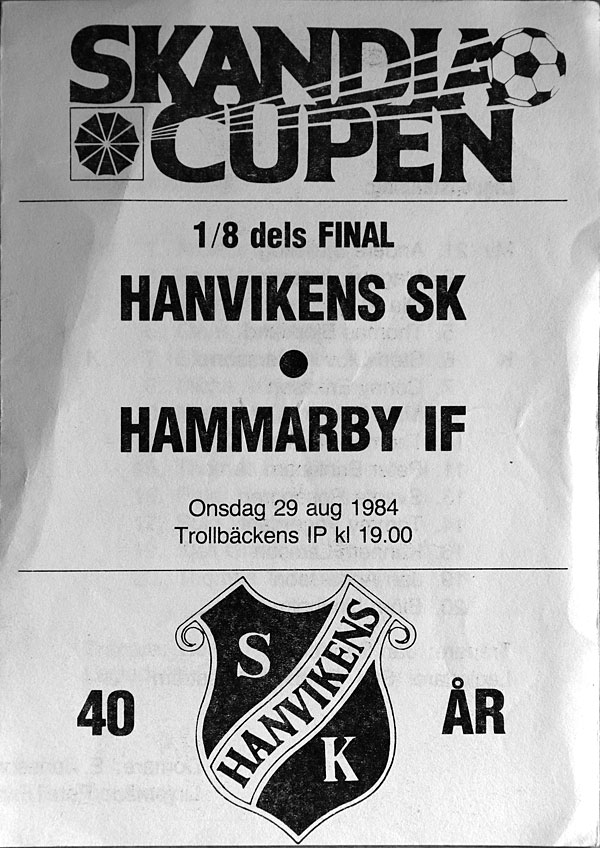 SKANDIA
CUPEN
1/8 dels FINAL
HANVIKENS SK
HAMMARBY IF
Onsdag 29 aug 1984
Trollbäckens IP kl 19.00
40
S
HANVIKENS
K
ÅR